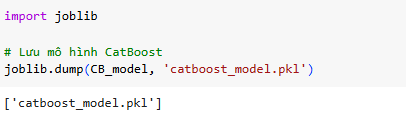 import joblib
# Lưu mô hình CatBoost
joblib.dump(CB_model, 'catboost_model.pkl')
['catboost_model.pkl']